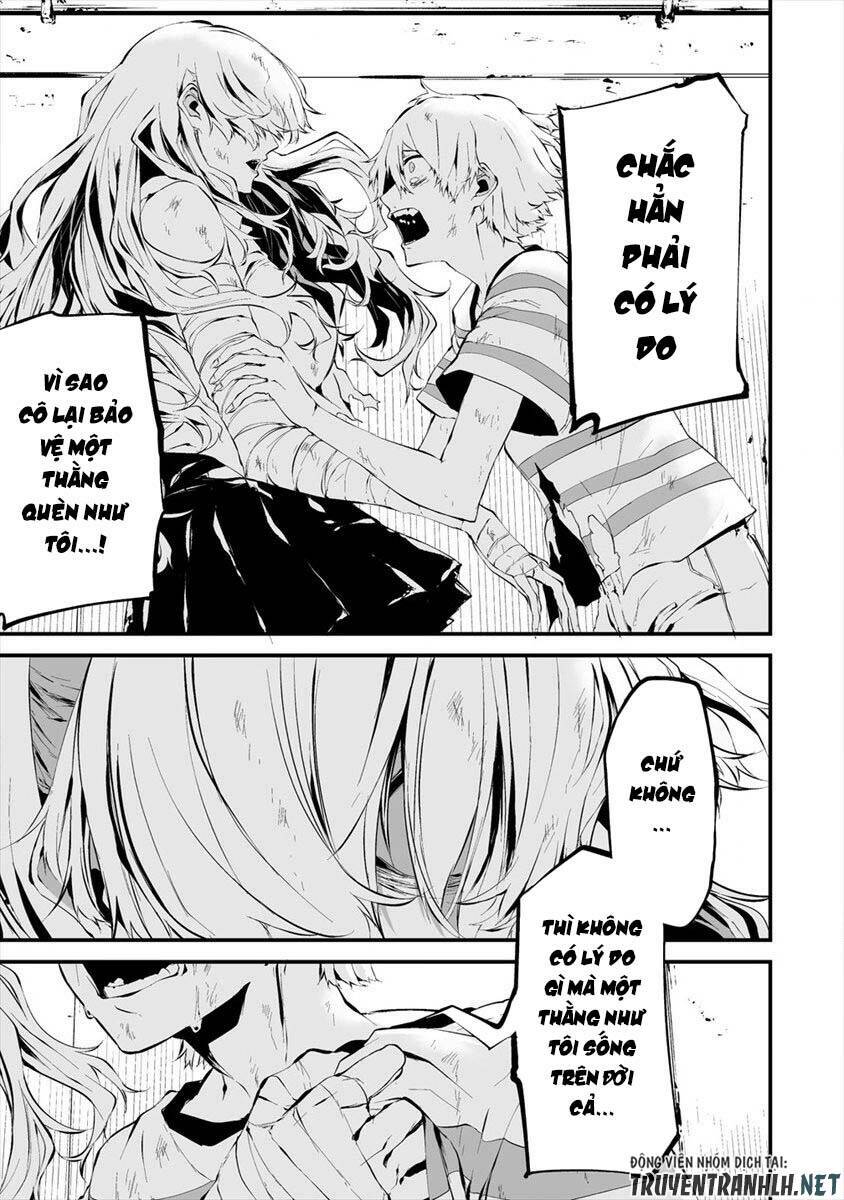 CHẮC
HẲN
PHẢI
CÓ LÝ
DO
VÌ SAO
CÔ LẠI BẢO
VỆ MỘT
THẰNG
QUÈN NHƯ
TÔI...!
CHỨ
KHÔNG
...
THÌ KHÔNG
CÓ LÝ DO
GÌ MÀ MỘT
THẰNG NHƯ
TÔI SỐNG
TRÊN ĐỜI
CẢ...
ĐỘNG VIÊN NHÓM DỊCH TẠI:
TRUYENTRANHLH.NET